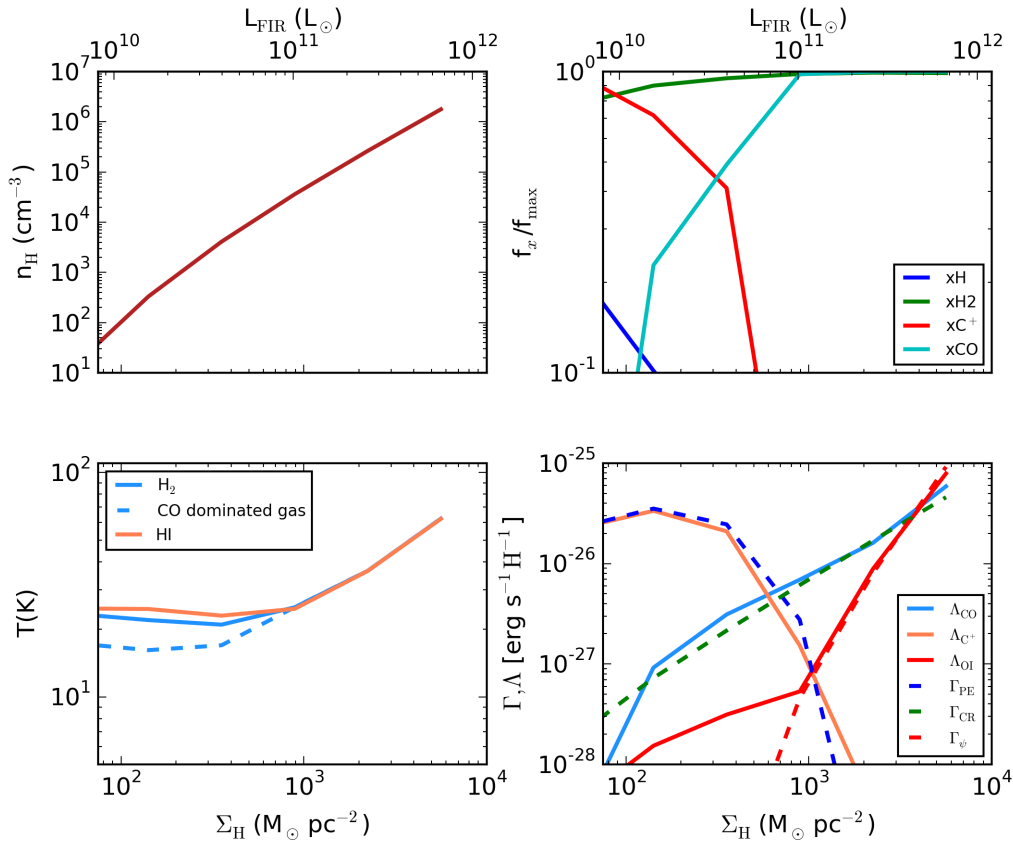 L_FIR (L_⊙)
10^10 10^11 10^12
10^7
10^6
10^5
10^4
10^3
10^2
10^1
n_H (cm^−3)
L_FIR (L_⊙)
10^10 10^11 10^12
10^0
10^-1
f_x/f_max
xH
xH2
xC^+
xCO
10^2
10^1
T(K)
H_2
CO dominated gas
HI
10^2 10^3 10^4
Σ_H (M_⊙ pc^−2)
10^-25
10^-26
10^-27
10^-28
Γ,Λ [erg s^−1 H^−1]
Λ_CO
Λ_C^+
Λ_OI
Γ_PE
Γ_CR
Γ_ψ
10^2 10^3 10^4
Σ_H (M_⊙ pc^−2)